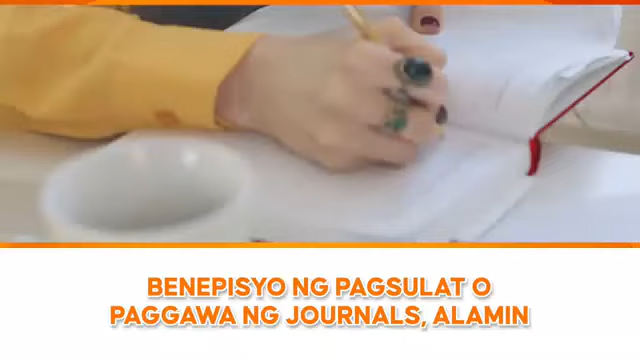 BENEPISYO NG PAGSULAT O
PAGGAWA NG JOURNALS, ALAMIN